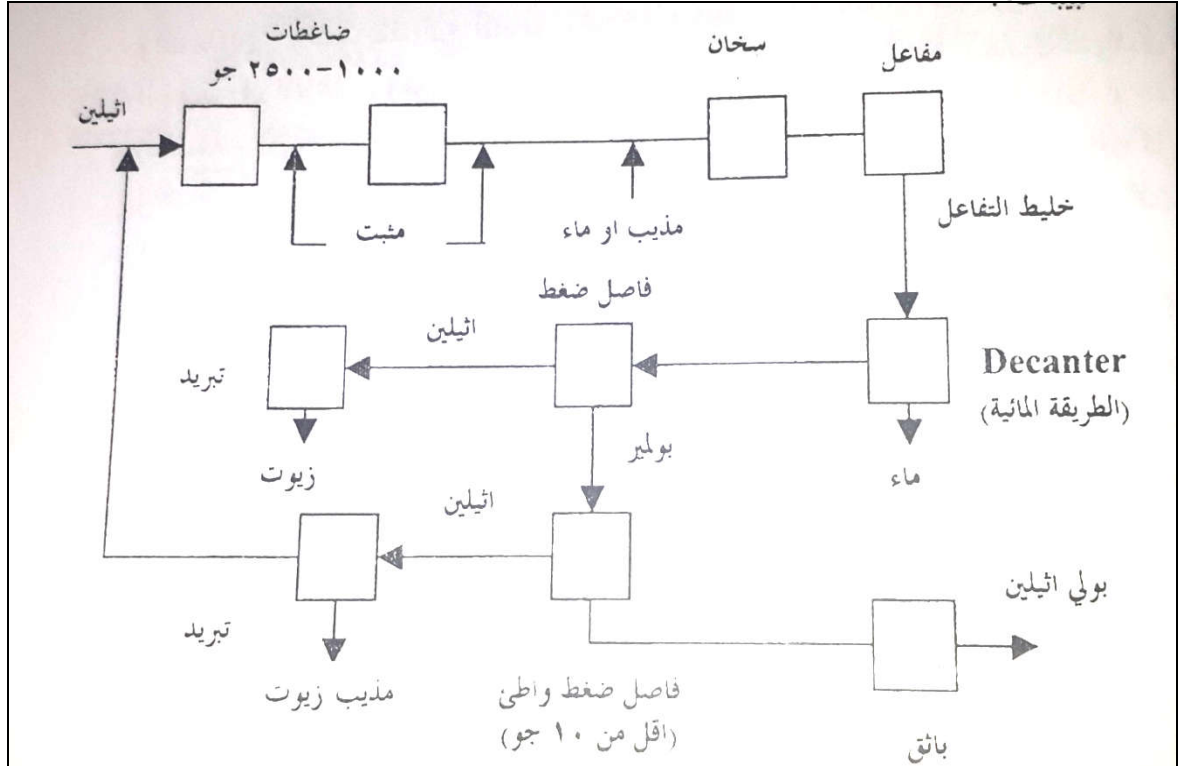 ضاغطات
١٠٠٠-٢٥٠٠ جو
سخان
مفاعل
اثيلين
مثبت
مذيب او ماء
خليط التفاعل
فاصل ضغط
اثيلين
تبريد
Decanter
(الطريقة المائية)
زيوت
بولمير
ماء
اثيلين
بولي اثيلين
تبريد
مذيب زيوت
فاصل ضغط واطئ
(اقل من ١٠ جو)
باثق